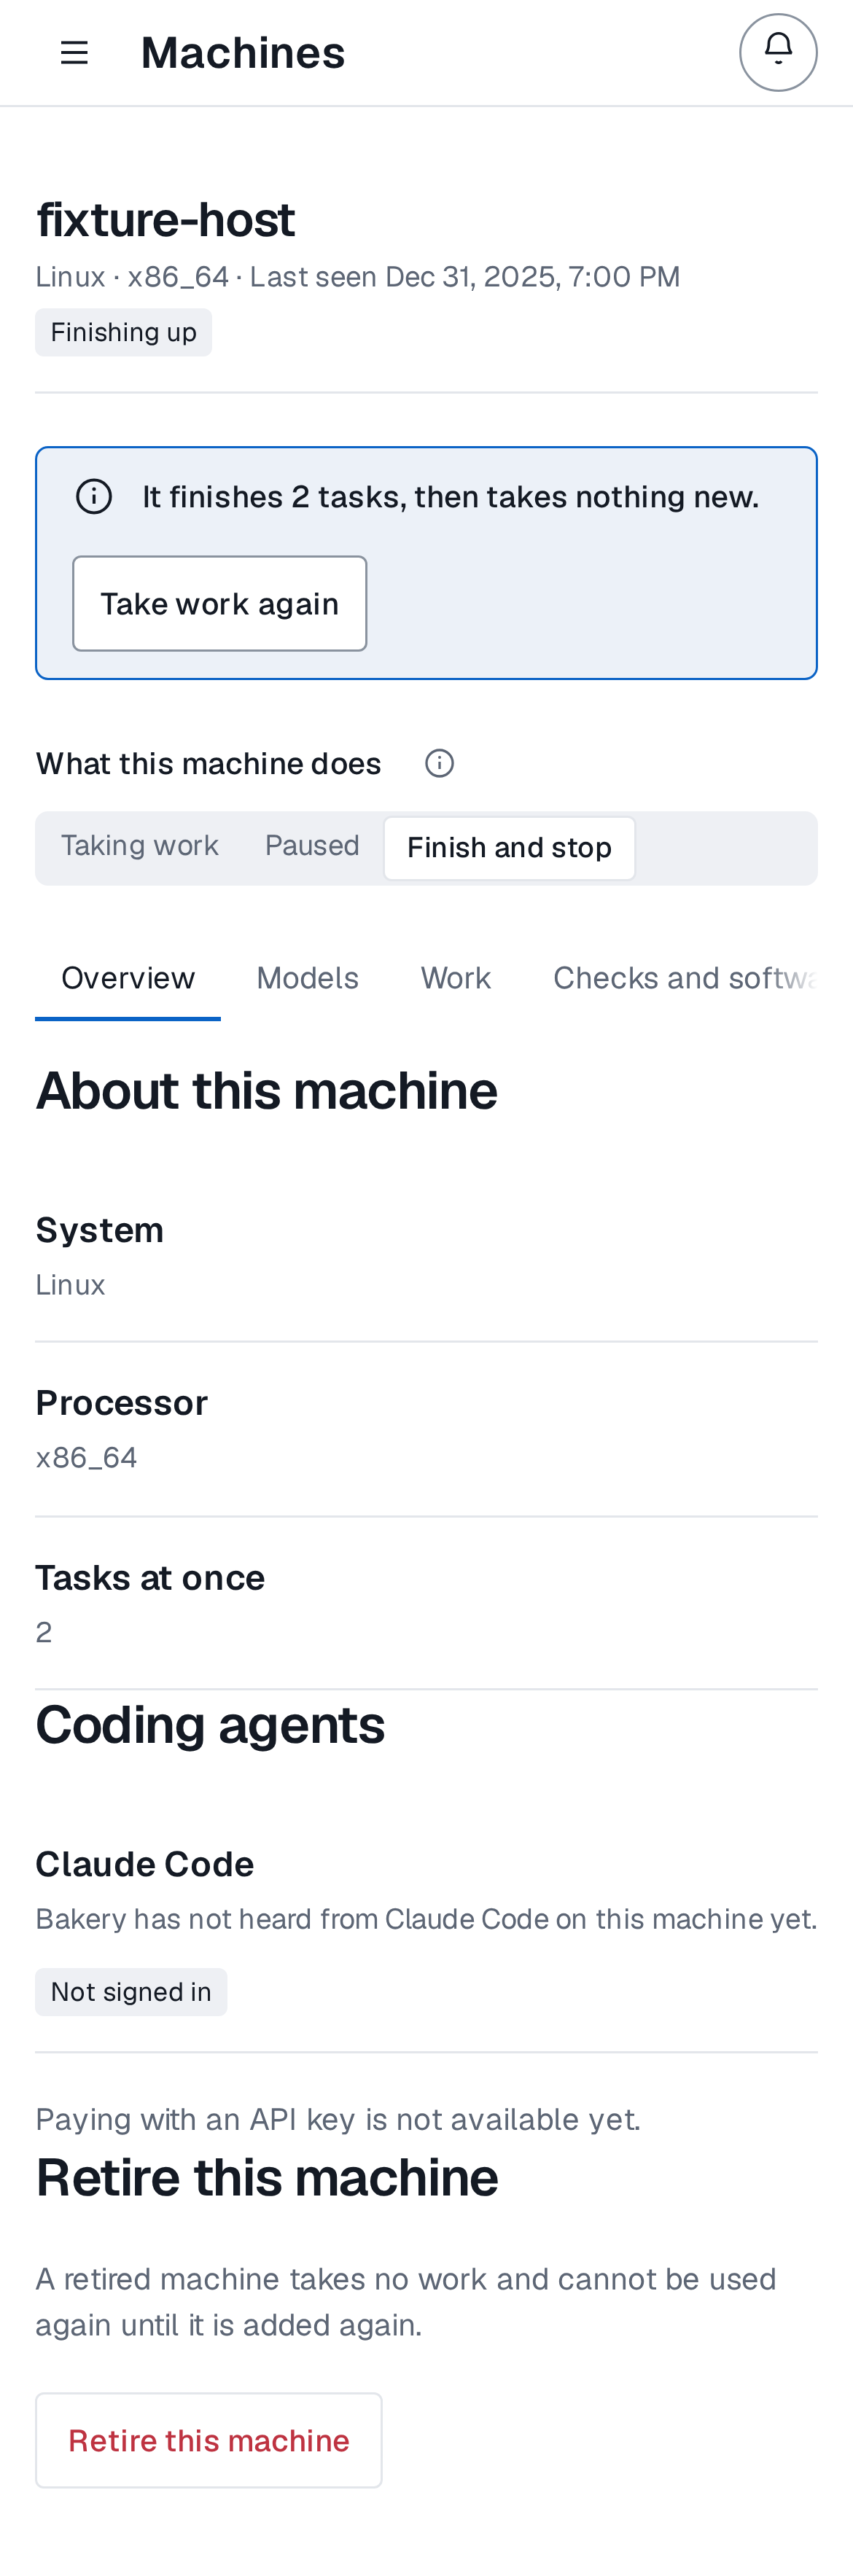 Machines
fixture-host
Linux · x86_64 · Last seen Dec 31, 2025, 7:00 PM
Finishing up
It finishes 2 tasks, then takes nothing new.
Take work again
What this machine does
Taking work Paused Finish and stop
Overview Models Work Checks and softwa
About this machine
System
Linux
Processor
x86_64
Tasks at once
2
Coding agents
Claude Code
Bakery has not heard from Claude Code on this machine yet.
Not signed in
Paying with an API key is not available yet.
Retire this machine
A retired machine takes no work and cannot be used
again until it is added again.
Retire this machine